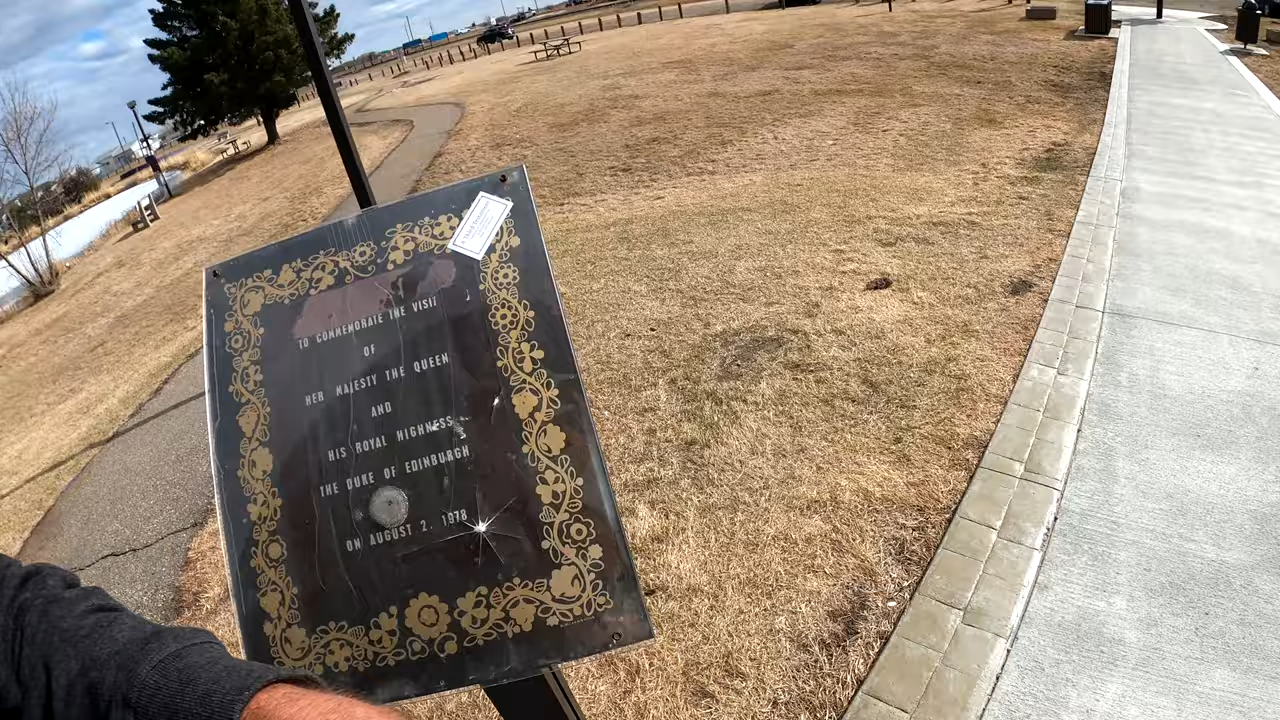 TO COMMEMORATE THE VISIT
OF
HER MAJESTY THE QUEEN
AND
HIS ROYAL HIGHNESS
THE DUKE OF EDINBURGH
ON AUGUST 2, 1978